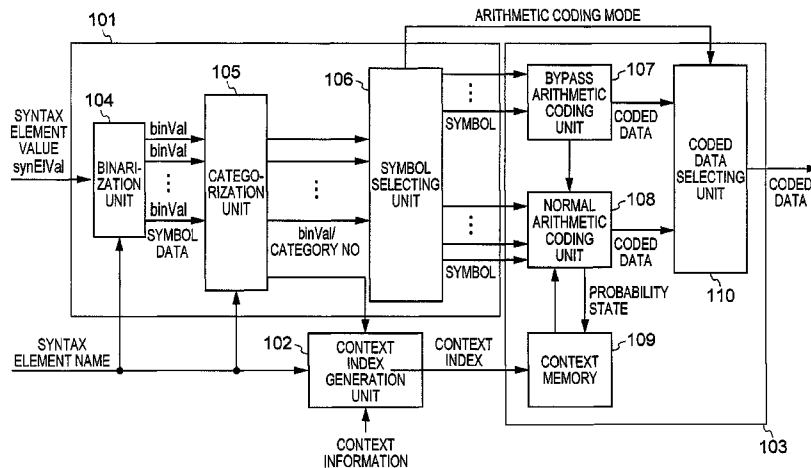 ARITHMETIC CODING MODE
101
104
105
106
107
SYNTAX
ELEMENT
VALUE
synElVal
BINARI-
ZATION
UNIT
binVal
binVal
binVal
SYMBOL
DATA
CATEGO-
RIZATION
UNIT
binVal/
CATEGORY NO
SYMBOL
SELECTING
UNIT
SYMBOL
SYMBOL
BYPASS
ARITHMETIC
CODING
UNIT
CODED
DATA
NORMAL
ARITHMETIC
CODING
UNIT
108
CODED
DATA
CODED DATA
SELECTING
UNIT
110
CODED
DATA
PROBABILITY
STATE
SYNTAX
ELEMENT NAME
102
CONTEXT
INDEX
GENERATION
UNIT
CONTEXT
INDEX
CONTEXT
MEMORY
109
CONTEXT
INFORMATION
103